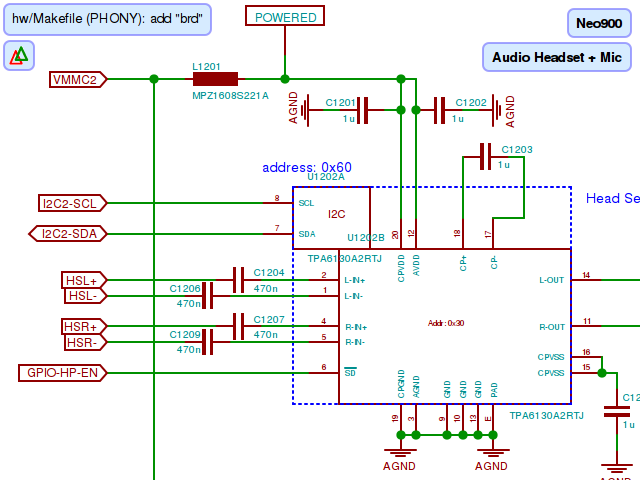 hw/Makefile (PHONY): add "brd"
POWERED
Neo900
Audio Headset + Mic
VMMC2
L1201
MPZ1608S221A
AGND
C1201
1u
C1202
1u
AGND
C1203
1u
address: 0x60
U1202A
Head Se
I2C2-SCL
8
SCL
I2C
I2C2-SDA
7
SDA
U1202B
TPA6130A2RTJ
20
12
18
17
CPVDD
AVDD
CP+
CP-
HSL+
C1204
470n
2
L-IN+
L-OUT
14
HSL-
C1206
470n
1
L-IN-
HSR+
C1207
470n
4
R-IN+
Addr: 0x30
R-OUT
11
HSR-
C1209
470n
5
R-IN-
CPVSS
16
GPIO-HP-EN
6
SD
CPVSS
15
CPGND
AGND
GND
GND
GND
PAD
19
3
9
10
13
E
TPA6130A2RTJ
C12
1u
AGND
AGND